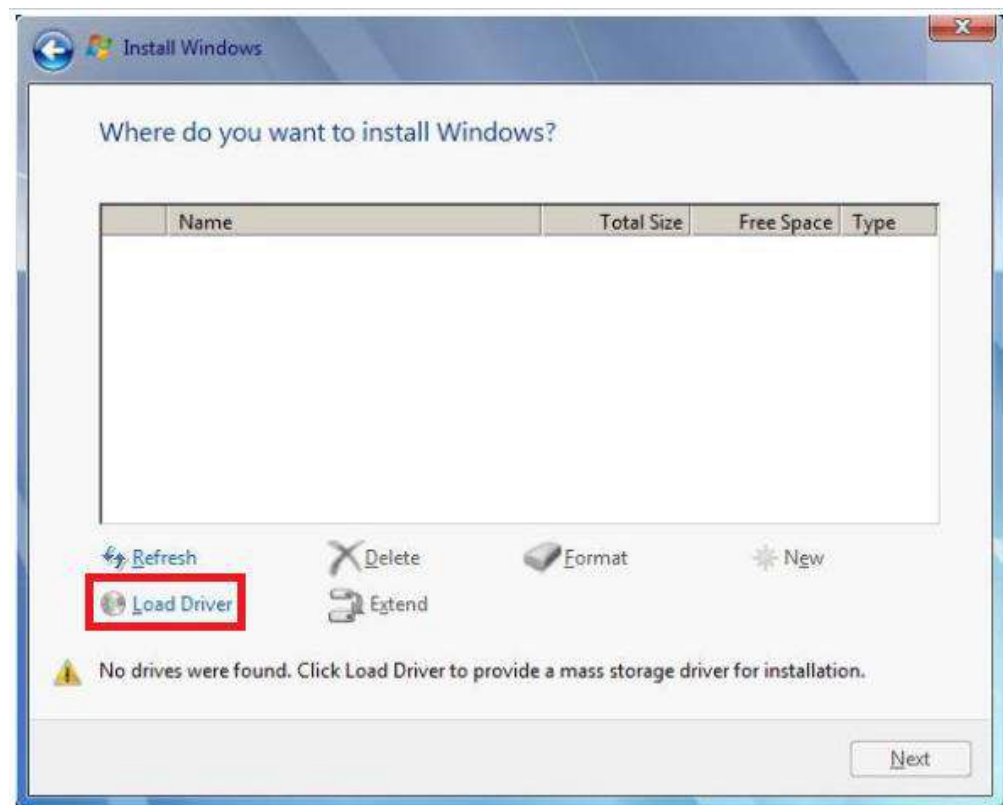 Install Windows
Where do you want to install Windows?
Name Total Size Free Space Type
Refresh Delete Format New
Load Driver Extend
No drives were found. Click Load Driver to provide a mass storage driver for installation.
Next